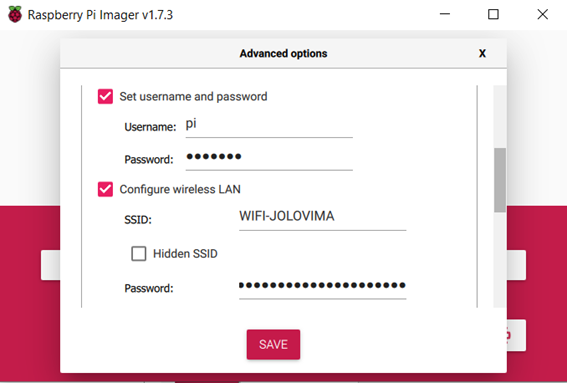 Raspberry Pi Imager v1.7.3
Advanced options
X
Set username and password
Username: pi
Password: •••••••
Configure wireless LAN
SSID: WIFI-JOLOVIMA
Hidden SSID
Password: ••••••••••••••••••••••
SAVE